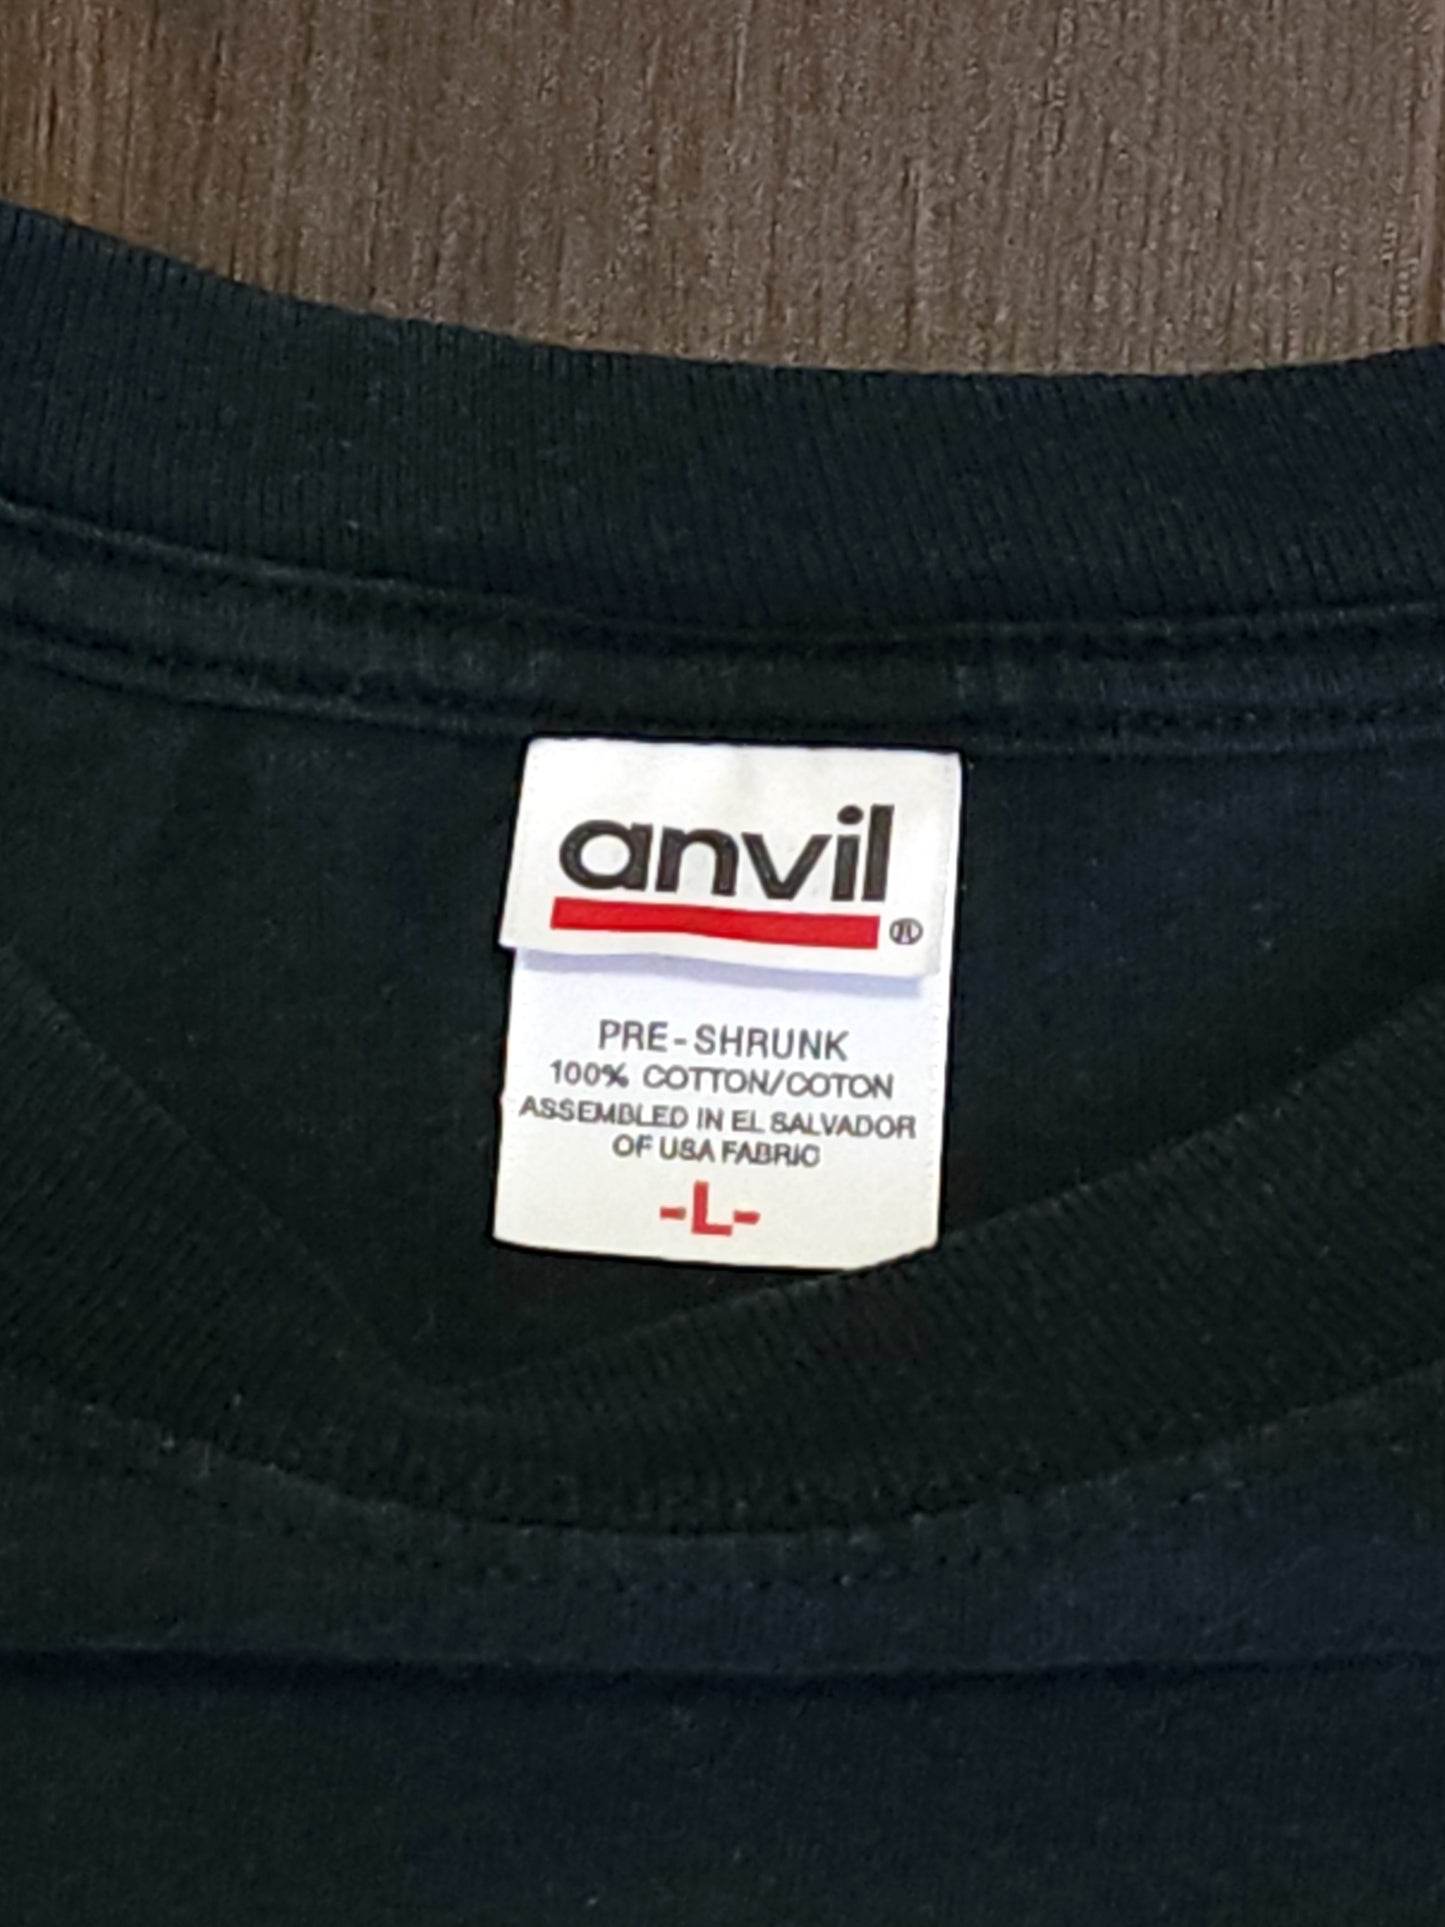 anvil
®
PRE-SHRUNK
100% COTTON/COTON
ASSEMBLED IN EL SALVADOR
OF USA FABRIC
-L-